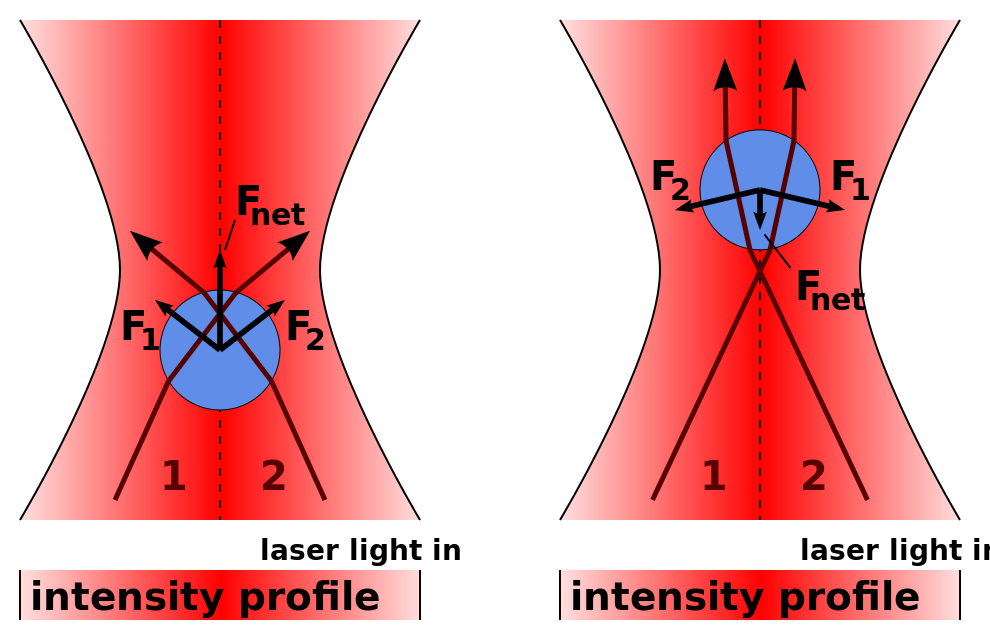 Fnet
F1
F2
1
2
laser light in
intensity profile
F2
F1
Fnet
1
2
laser light in
intensity profile